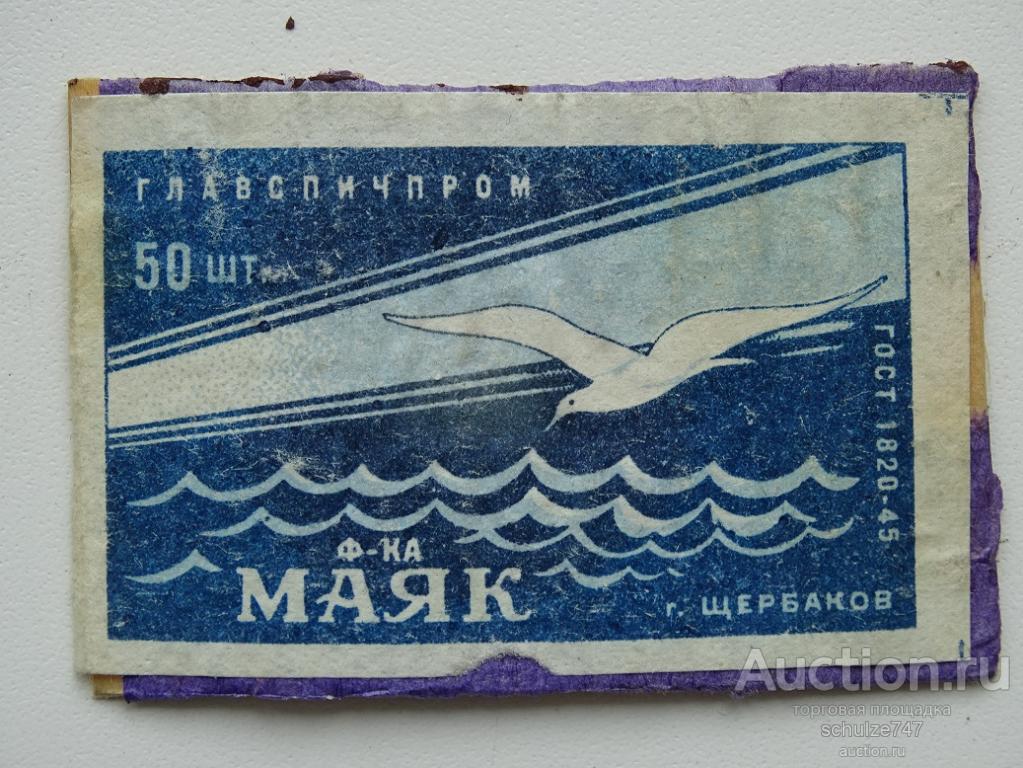 ГЛАВСПИЧПРОМ
50 ШТ.
ГОСТ 1820-45
Ф-КА
МАЯК
г. ЩЕРБАКОВ
Auction.ru
торговая площадка
schulze747
auction.ru